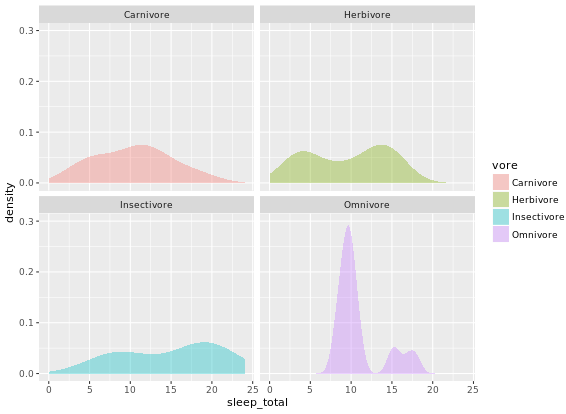 Carnivore Herbivore
0.3
0.2
0.1
0.0
Insectivore Omnivore
0.3
0.2
0.1
0.0
0 5 10 15 20 25 0 5 10 15 20 25
sleep_total
density
vore
Carnivore
Herbivore
Insectivore
Omnivore